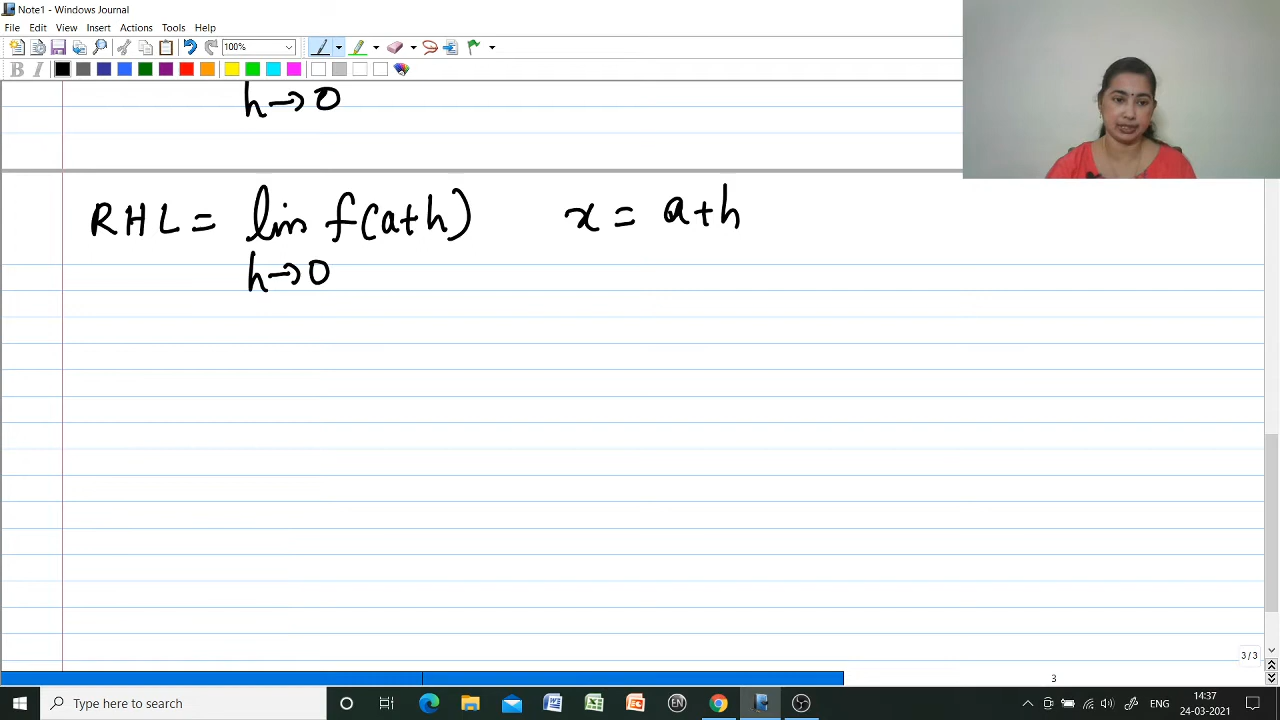 Note1 - Windows Journal
File Edit View Insert Actions Tools Help
100%
B I
h→0
RHL = lim f(a+h) x = a+h
h→0
3/3
3
Type here to search
EN
ENG
14:37
24-03-2021